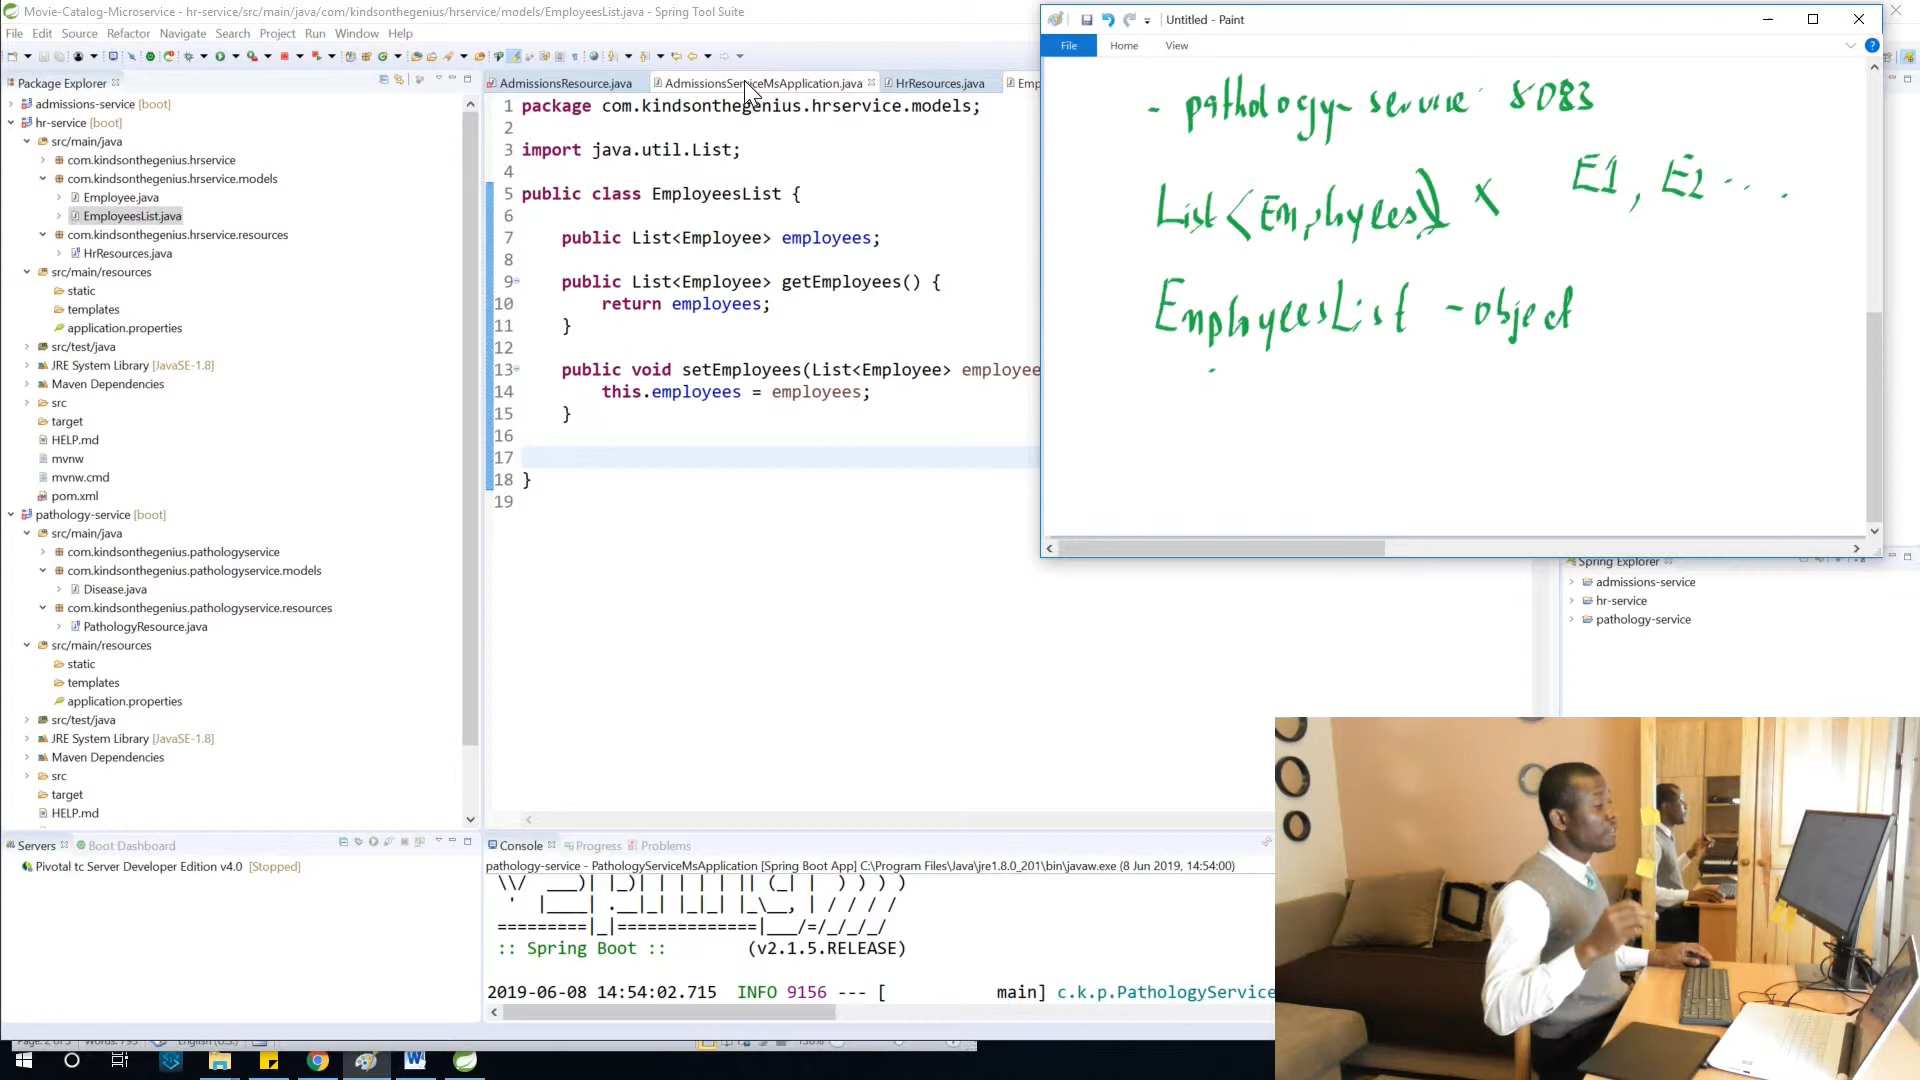 Movie-Catalog-Microservice - hr-service/src/main/java/com/kindsonthegenius/hrservice/models/EmployeesList.java - Spring Tool Suite
File Edit Source Refactor Navigate Search Project Run Window Help
Package Explorer
admissions-service [boot]
hr-service [boot]
src/main/java
com.kindsonthegenius.hrservice
com.kindsonthegenius.hrservice.models
Employee.java
EmployeesList.java
com.kindsonthegenius.hrservice.resources
HrResources.java
src/main/resources
static
templates
application.properties
src/test/java
JRE System Library [JavaSE-1.8]
Maven Dependencies
src
target
HELP.md
mvnw
mvnw.cmd
pom.xml
pathology-service [boot]
src/main/java
com.kindsonthegenius.pathologyservice
com.kindsonthegenius.pathologyservice.models
Disease.java
com.kindsonthegenius.pathologyservice.resources
PathologyResource.java
src/main/resources
static
templates
application.properties
src/test/java
JRE System Library [JavaSE-1.8]
Maven Dependencies
src
target
HELP.md
Servers Boot Dashboard
Pivotal tc Server Developer Edition v4.0 [Stopped]
AdmissionsResource.java AdmissionsServiceMsApplication.java HrResources.java Emp
1 package com.kindsonthegenius.hrservice.models;
2
3 import java.util.List;
4
5 public class EmployeesList {
6
7 public List<Employee> employees;
8
9 public List<Employee> getEmployees() {
10 return employees;
11 }
12
13 public void setEmployees(List<Employee> employee
14 this.employees = employees;
15 }
16
17
18 }
19
Untitled - Paint
File Home View
- pathology-service 8083
List<Employees> X E1, E2 ...
EmployeesList - object
Spring Explorer
admissions-service
hr-service
pathology-service
Console Progress Problems
pathology-service - PathologyServiceMsApplication [Spring Boot App] C:\Program Files\Java\jre1.8.0_201\bin\javaw.exe (8 Jun 2019, 14:54:00)
:: Spring Boot :: (v2.1.5.RELEASE)
2019-06-08 14:54:02.715 INFO 9156 --- [ main] c.k.p.PathologyService